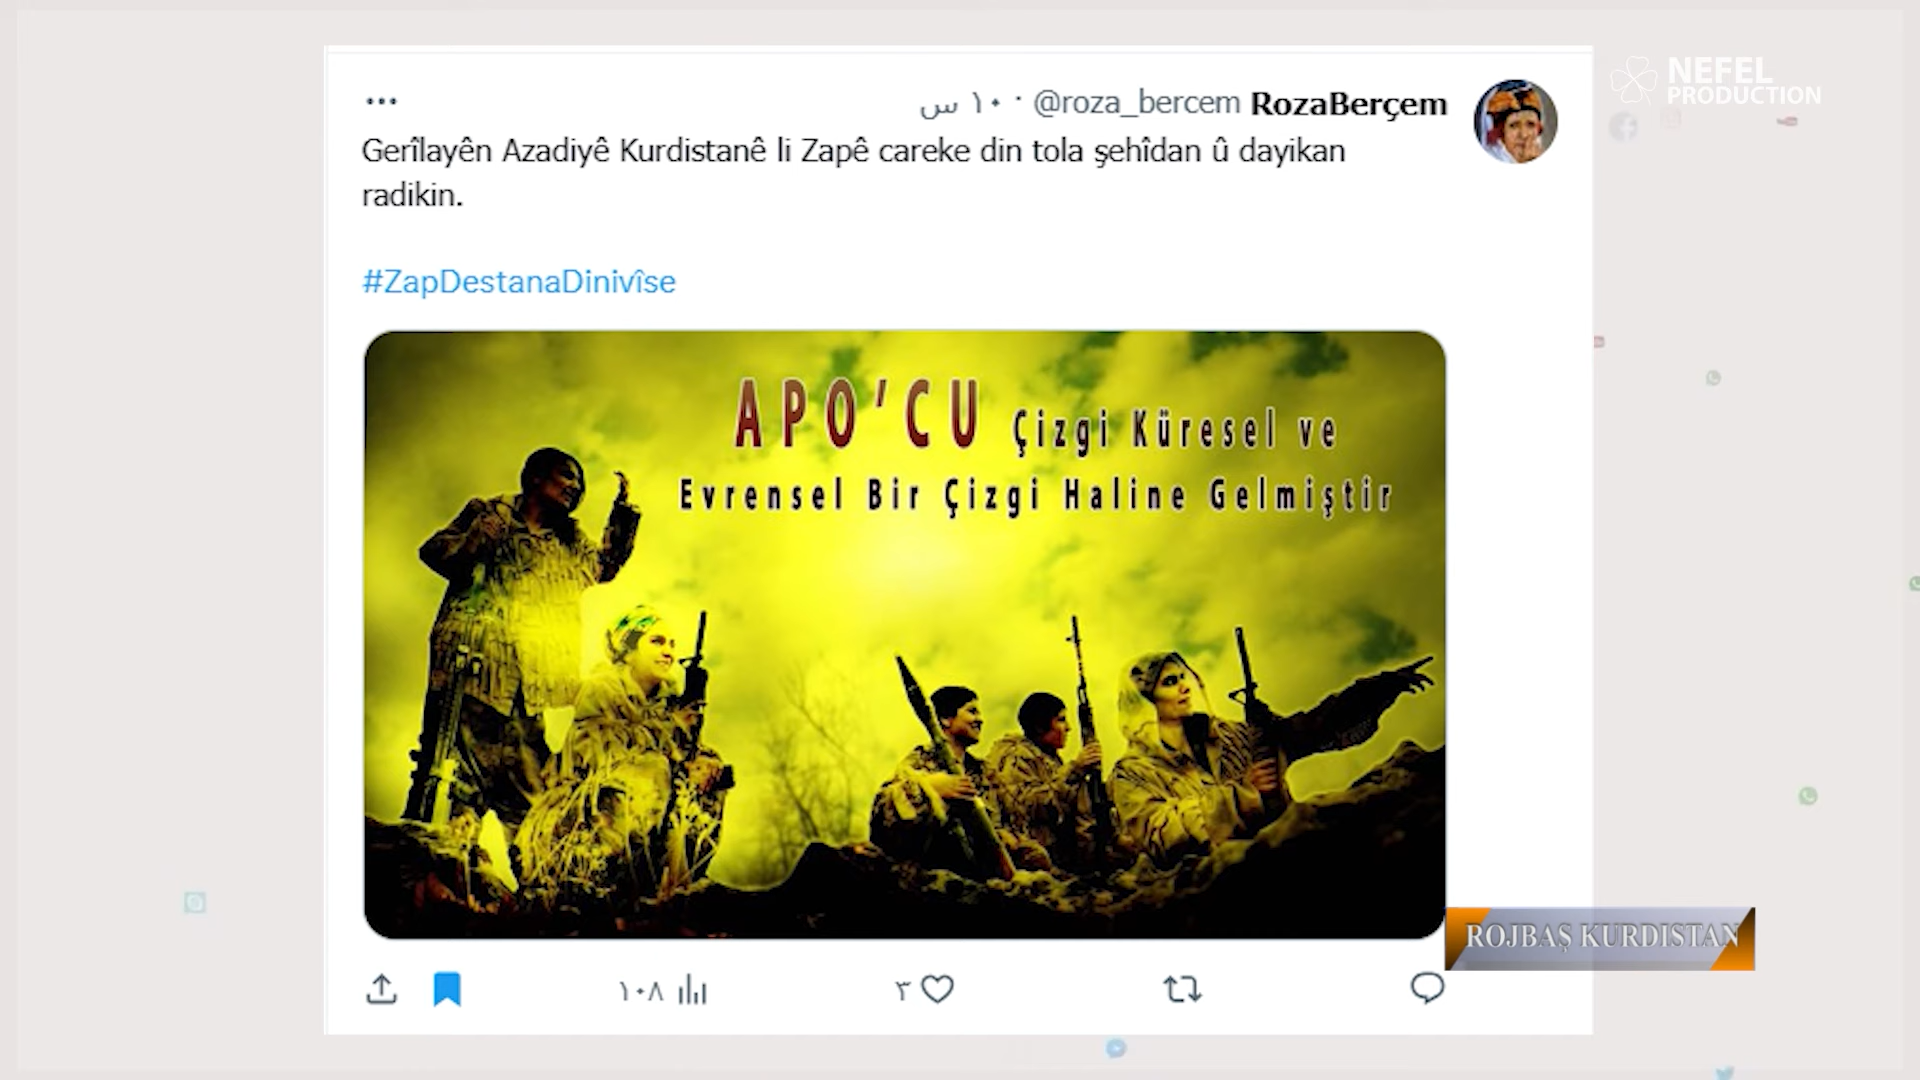 NEFEL
PRODUCTION
RozaBerçem @roza_bercem · ١٠ س
Gerîlayên Azadiyê Kurdistanê li Zapê careke din tola şehîdan û dayikan
radikin.
#ZapDestanaDinivîse
APO'CU Çizgi Küresel ve
Evrensel Bir Çizgi Haline Gelmiştir
ROJBAŞ KURDISTAN
١٠٨ ٣